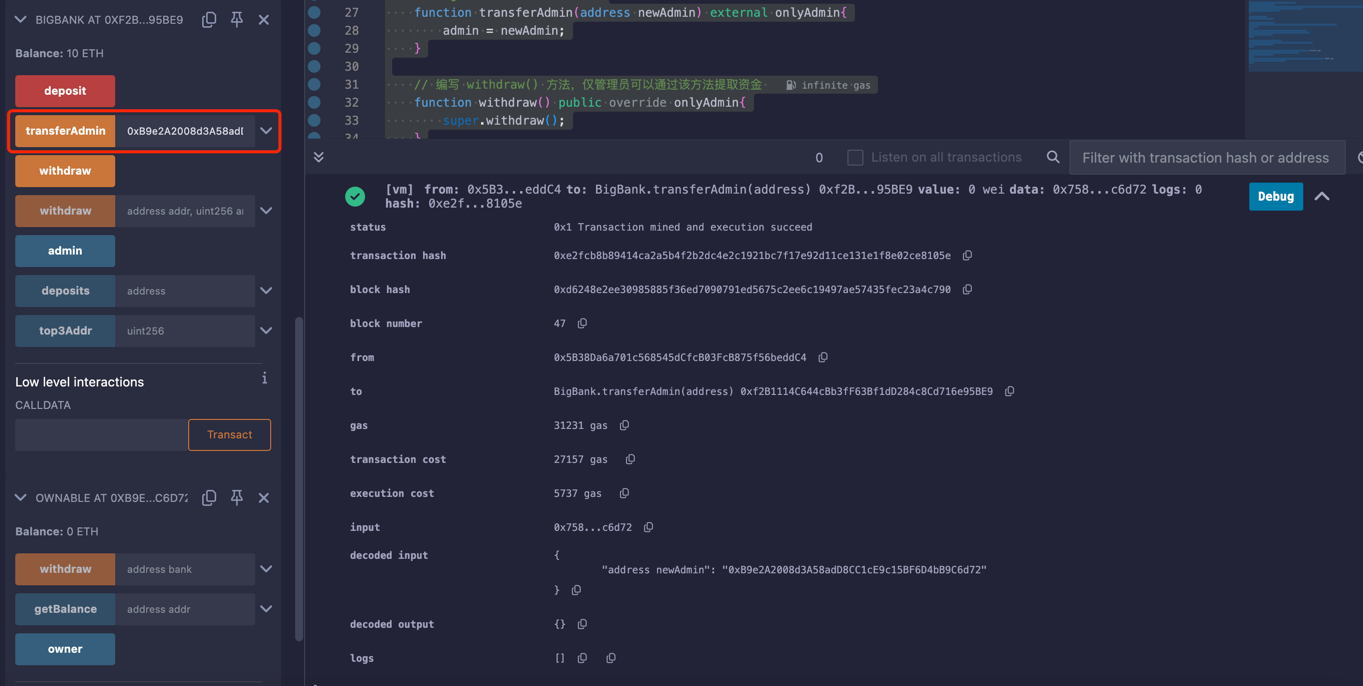 BIGBANK AT 0XF2B...95BE9
Balance: 10 ETH
deposit
transferAdmin 0xB9e2A2008d3A58adI
withdraw
withdraw address addr, uint256 ar
admin
deposits address
top3Addr uint256
Low level interactions i
CALLDATA
Transact
OWNABLE AT 0XB9E...C6D72
Balance: 0 ETH
withdraw address bank
getBalance address addr
owner
27 function transferAdmin(address newAdmin) external onlyAdmin{
28 admin = newAdmin;
29 }
30
31 // 编写 withdraw() 方法，仅管理员可以通过该方法提取资金 infinite gas
32 function withdraw() public override onlyAdmin{
33 super.withdraw();
34 }
0 Listen on all transactions Filter with transaction hash or address
[vm] from: 0x5B3...eddC4 to: BigBank.transferAdmin(address) 0xf2B...95BE9 value: 0 wei data: 0x758...c6d72 logs: 0
hash: 0xe2f...8105e
Debug
status 0x1 Transaction mined and execution succeed
transaction hash 0xe2fcb8b89414ca2a5b4f2b2dc4e2c1921bc7f17e92d11ce131e1f8e02ce8105e
block hash 0xd6248e2ee30985885f36ed7090791ed5675c2ee6c19497ae57435fec23a4c790
block number 47
from 0x5B38Da6a701c568545dCfcB03FcB875f56beddC4
to BigBank.transferAdmin(address) 0xf2B1114C644cBb3fF63Bf1dD284c8Cd716e95BE9
gas 31231 gas
transaction cost 27157 gas
execution cost 5737 gas
input 0x758...c6d72
decoded input {
"address newAdmin": "0xB9e2A2008d3A58adD8CC1cE9c15BF6D4bB9C6d72"
}
decoded output {}
logs []